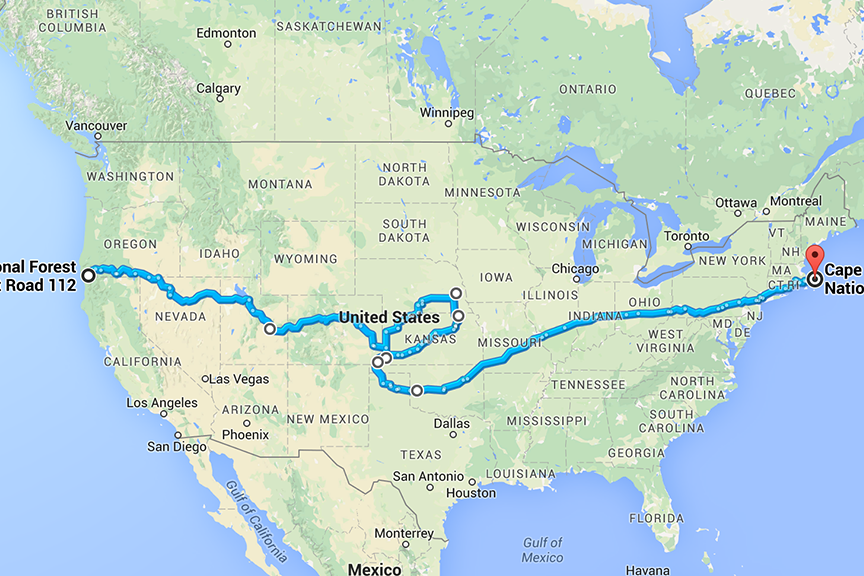 BRITISH
COLUMBIA
Edmonton
SASKATCHEWAN
Calgary
ONTARIO
QUEBEC
Winnipeg
Vancouver
WASHINGTON
MONTANA
NORTH
DAKOTA
MINNESOTA
Ottawa
Montreal
MAINE
OREGON
IDAHO
WYOMING
SOUTH
DAKOTA
WISCONSIN
MICHIGAN
Toronto
NEW YORK
VT
NH
MA
CT
RI
onal Forest
Road 112
Cape
Natio
Chicago
IOWA
ILLINOIS
INDIANA
OHIO
NEVADA
United States
KANSAS
MISSOURI
WEST
VIRGINIA
MD
DE
NJ
CALIFORNIA
Las Vegas
Los Angeles
San Diego
ARIZONA
Phoenix
NEW MEXICO
TENNESSEE
NORTH
CAROLINA
SOUTH
CAROLINA
MISSISSIPPI
GEORGIA
Dallas
TEXAS
San Antonio
Houston
LOUISIANA
FLORIDA
Gulf of California
Monterrey
Gulf of
Mexico
Mexico
Havana